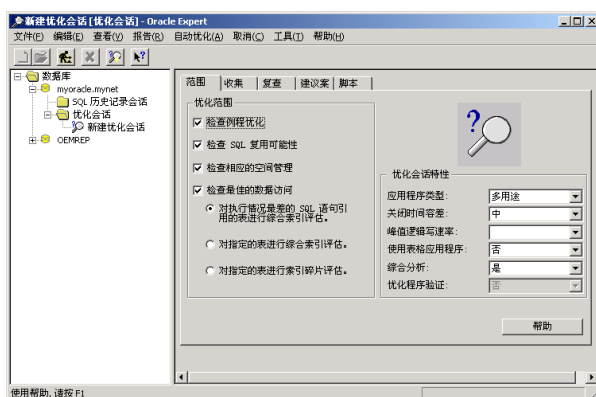 新建优化会话[优化会话] - Oracle Expert
文件(F) 编辑(E) 查看(V) 报告(R) 自动优化(A) 取消(C) 工具(T) 帮助(H)
数据库
myoracle.mynet
SQL 历史记录会话
优化会话
新建优化会话
OEMREP
范围 收集 复查 建议案 脚本
优化范围
检查例程优化
检查 SQL 复用可能性
检查相应的空间管理
检查最佳的数据访问
对执行情况最差的 SQL 语句引
用的表进行综合索引评估。
对指定的表进行综合索引评估。
对指定的表进行索引碎片评估。
优化会话特性
应用程序类型: 多用途
关闭时间容差: 中
峰值逻辑写速率:
使用表格应用程序: 否
综合分析: 是
优化程序验证: 否
帮助
使用帮助, 请按 F1